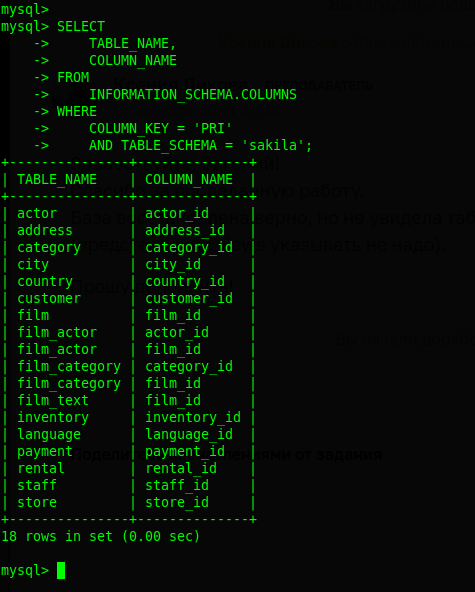 mysql>
mysql> SELECT
    ->     TABLE_NAME,
    ->     COLUMN_NAME
    -> FROM
    ->     INFORMATION_SCHEMA.COLUMNS
    -> WHERE
    ->     COLUMN_KEY = 'PRI'
    ->     AND TABLE_SCHEMA = 'sakila';
+---------------+--------------+
| TABLE_NAME    | COLUMN_NAME  |
+---------------+--------------+
| actor         | actor_id     |
| address       | address_id   |
| category      | category_id  |
| city          | city_id      |
| country       | country_id   |
| customer      | customer_id  |
| film          | film_id      |
| film_actor    | actor_id     |
| film_actor    | film_id      |
| film_category | category_id  |
| film_category | film_id      |
| film_text     | film_id      |
| inventory     | inventory_id |
| language      | language_id  |
| payment       | payment_id   |
| rental        | rental_id    |
| staff         | staff_id     |
| store         | store_id     |
+---------------+--------------+
18 rows in set (0.00 sec)

mysql>